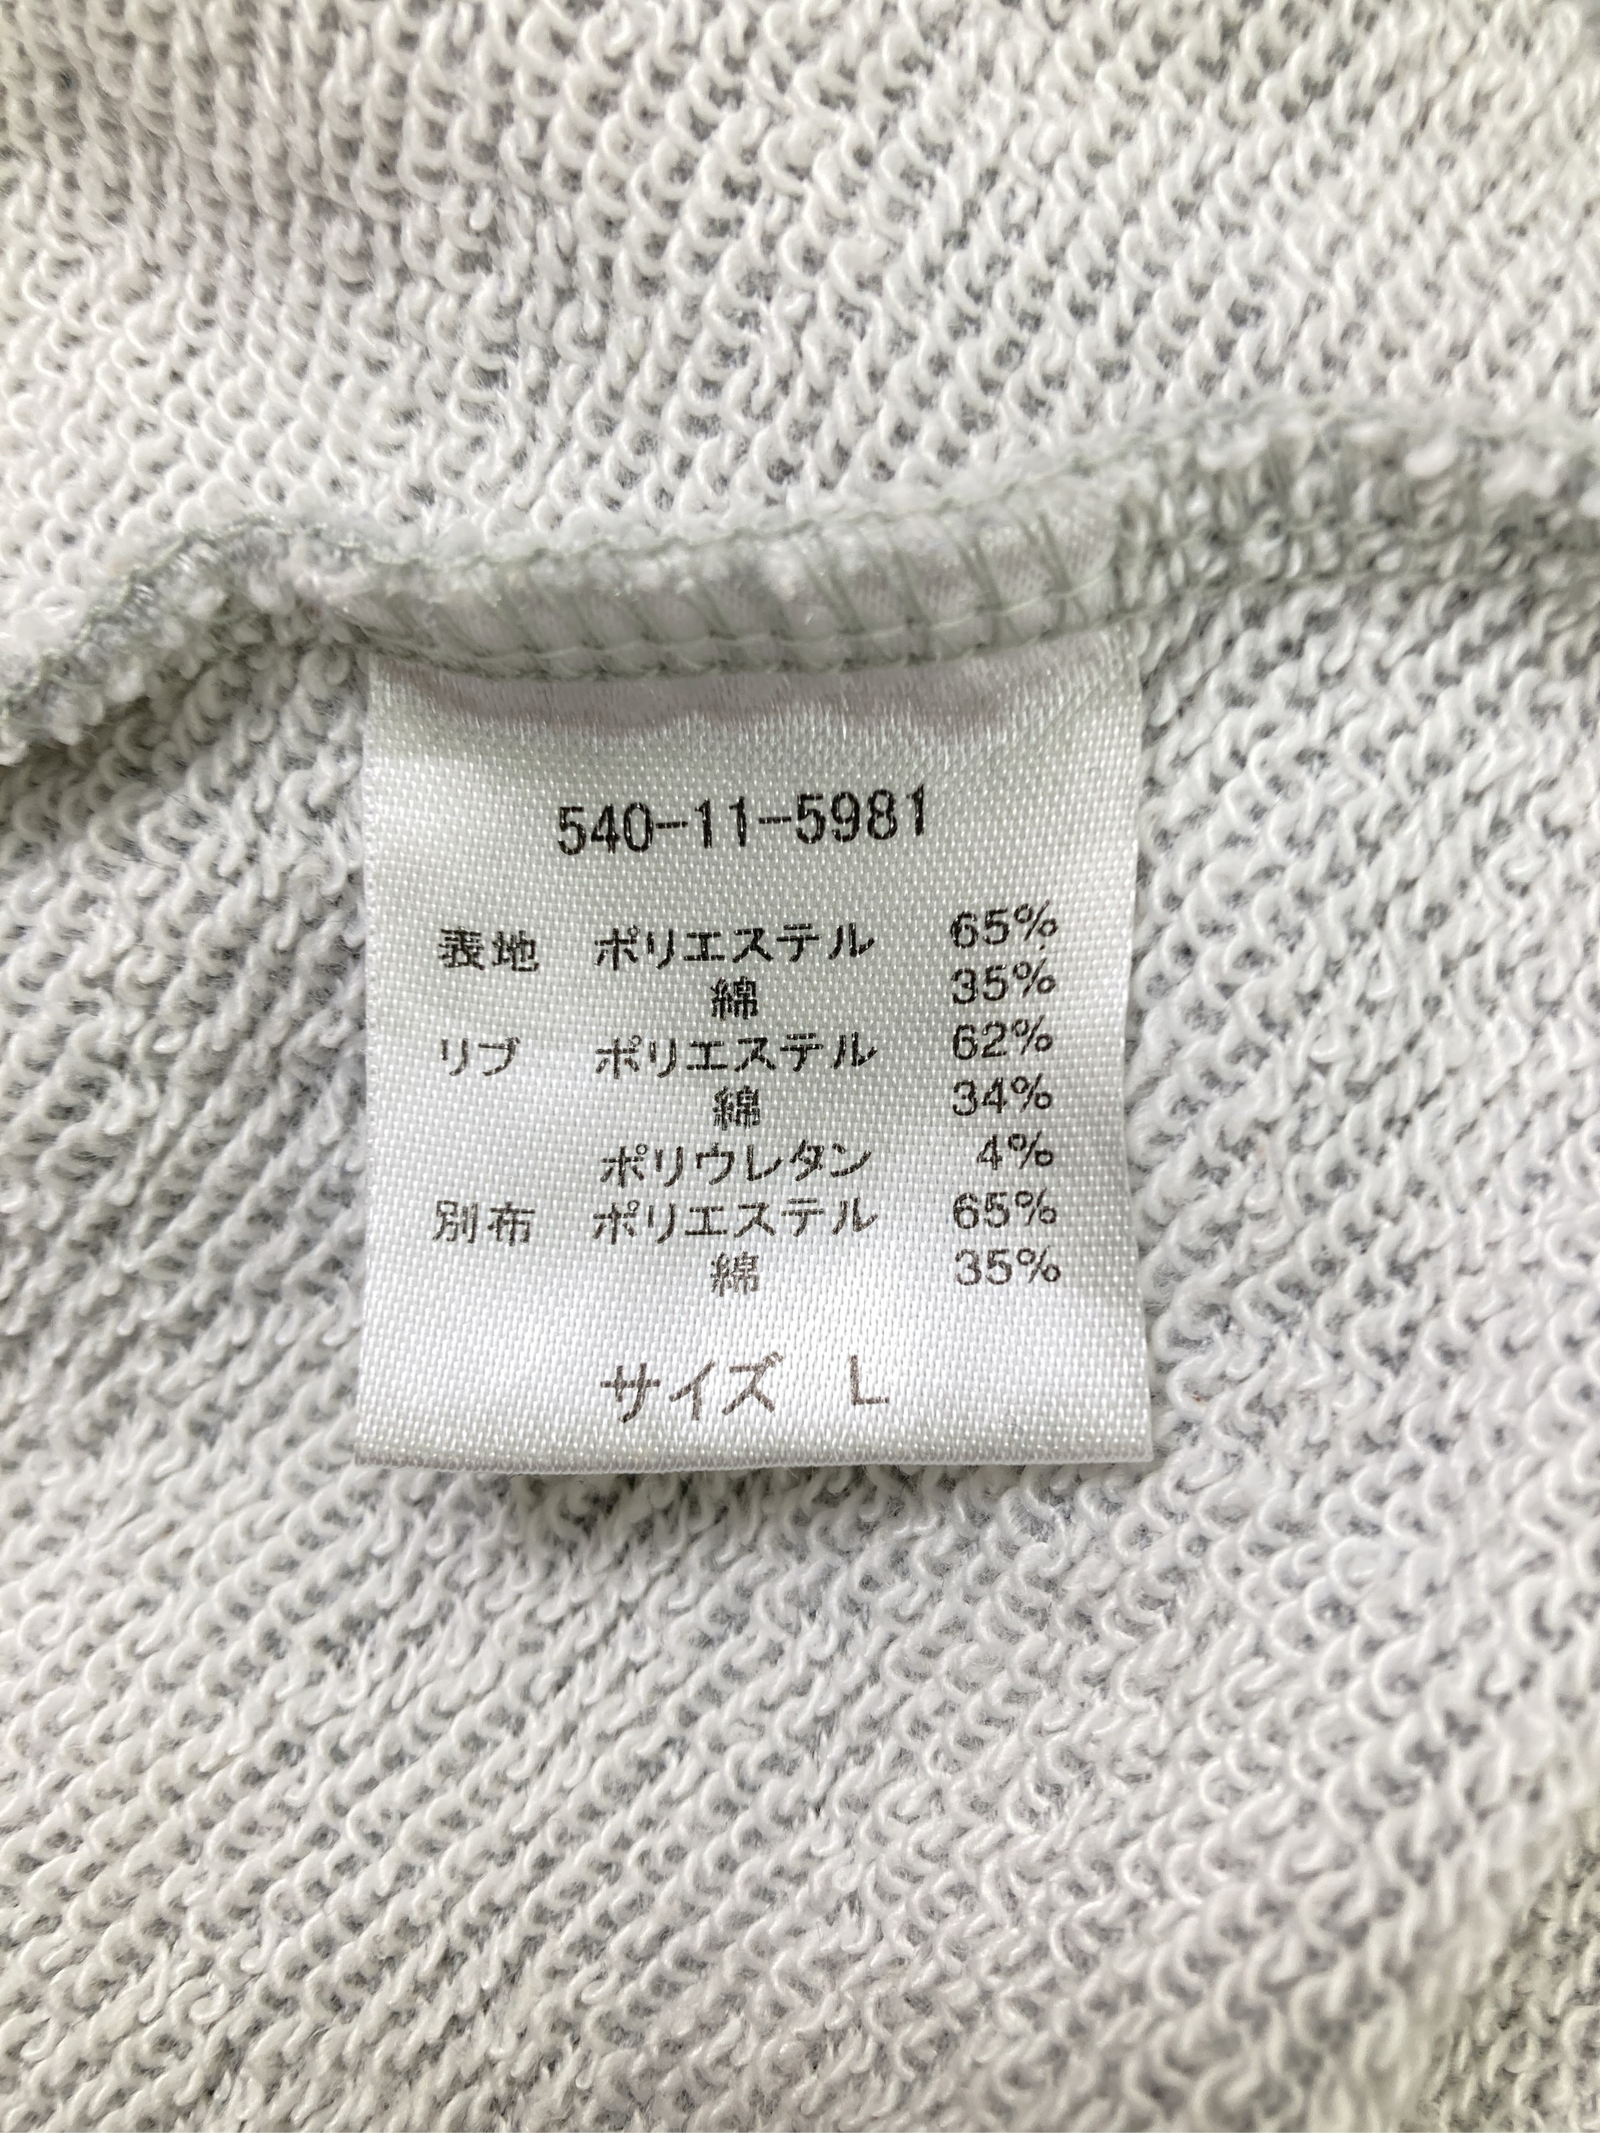 540-11-5981
表地 ポリエステル 65%
綿 35%
リブ ポリエステル 62%
綿 34%
ポリウレタン 4%
別布 ポリエステル 65%
綿 35%
サイズ L